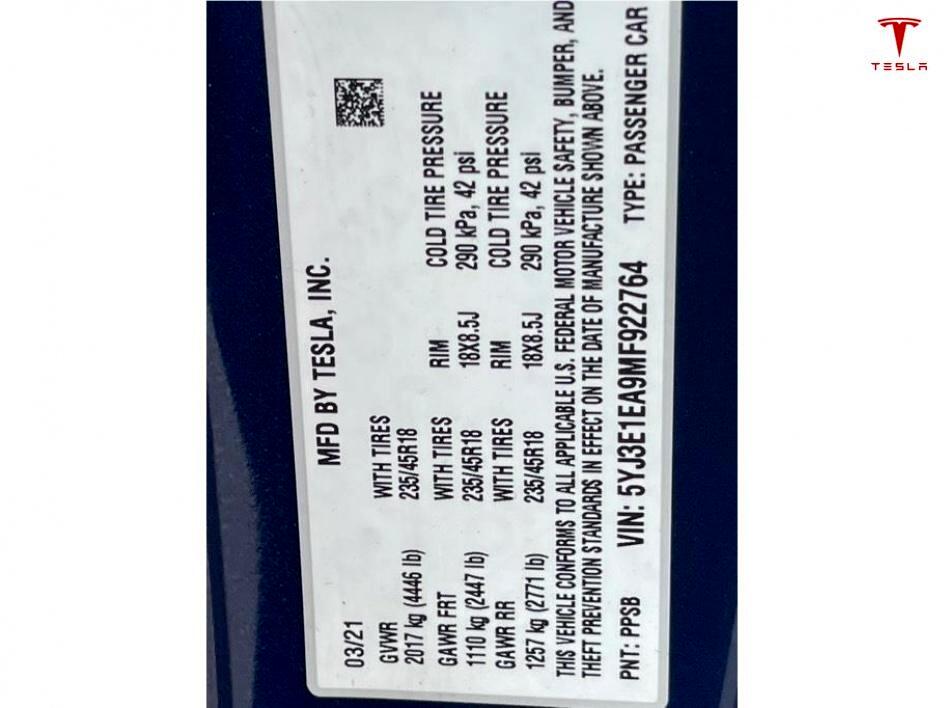 MFD BY TESLA, INC.
03/21
GVWR WITH TIRES
2017 kg (4446 lb) 235/45R18
GAWR FRT WITH TIRES RIM COLD TIRE PRESSURE
1110 kg (2447 lb) 235/45R18 18X8.5J 290 kPa, 42 psi
GAWR RR WITH TIRES RIM COLD TIRE PRESSURE
1257 kg (2771 lb) 235/45R18 18X8.5J 290 kPa, 42 psi
THIS VEHICLE CONFORMS TO ALL APPLICABLE U.S. FEDERAL MOTOR VEHICLE SAFETY, BUMPER, AND
THEFT PREVENTION STANDARDS IN EFFECT ON THE DATE OF MANUFACTURE SHOWN ABOVE.
PNT: PPSB VIN: 5YJ3E1EA9MF922764 TYPE: PASSENGER CAR
TESLA